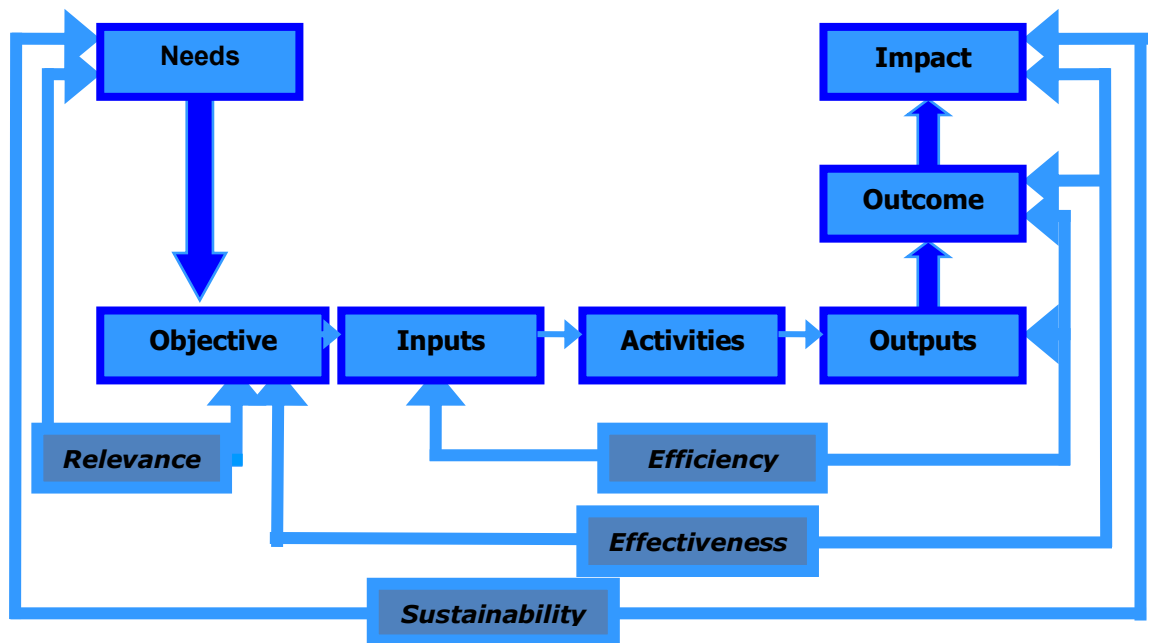 Needs
Impact
Outcome
Objective
Inputs
Activities
Outputs
Relevance
Efficiency
Effectiveness
Sustainability